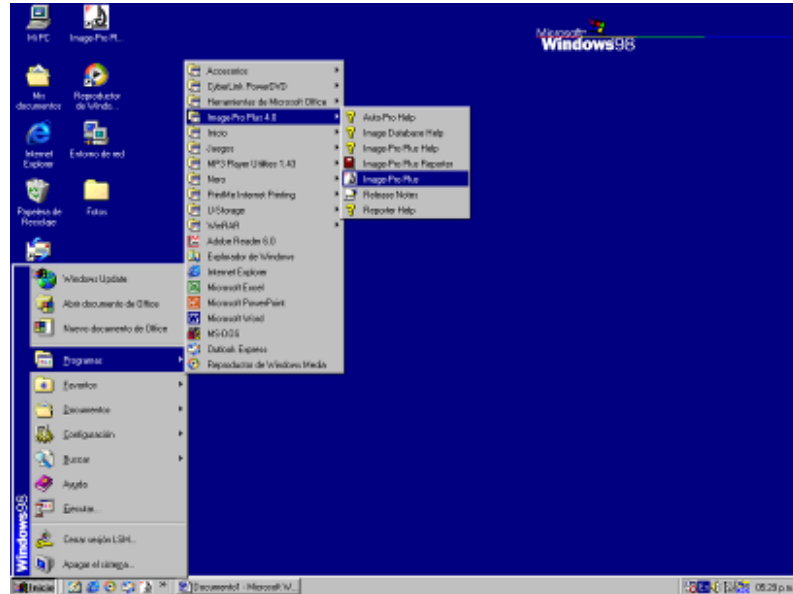 Mi PC
Image-Pro Pl...
Microsoft
Windows98
Mis
documentos
Reproductor
de Windo...
Internet
Explorer
Entorno de red
Papelera de
Reciclaje
Fotos
Accesorios
CyberLink PowerDVD
Herramientas de Microsoft Office
Image-Pro Plus 4.0
Inicio
Juegos
MP3 Player Utilities 1.43
Nero
PrintMe Internet Printing
U-Storage
WinRAR
Adobe Reader 6.0
Explorador de Windows
Internet Explorer
Microsoft Excel
Microsoft PowerPoint
Microsoft Word
MS-DOS
Outlook Express
Reproductor de Windows Media
Auto-Pro Help
Image Database Help
Image-Pro Plus Help
Image-Pro Plus Reporter
Image-Pro Plus
Release Notes
Reporter Help
Windows Update
Abrir documento de Office
Nuevo documento de Office
Programas
Favoritos
Documentos
Configuración
Buscar
Ayuda
Ejecutar...
Cerrar sesión
Apagar el sistema...
Windows98
Inicio
Documento1 - Microsoft W...
05:23 p.m.